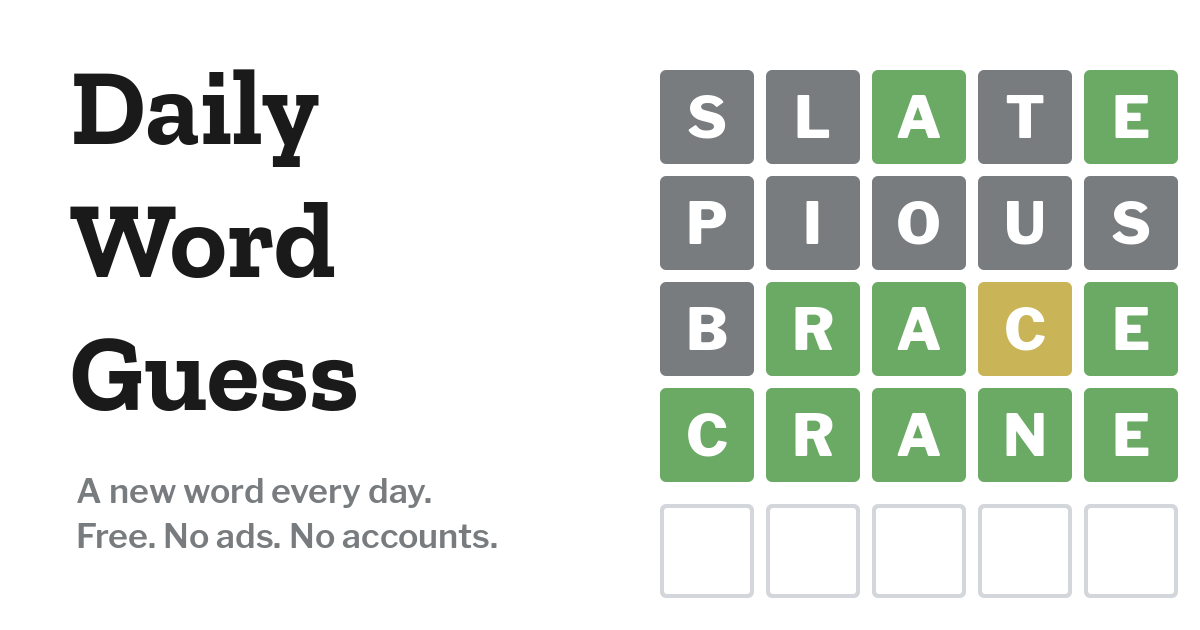 Daily
Word
Guess
A new word every day.
Free. No ads. No accounts.
SLATE
PIOUS
BRACE
CRANE